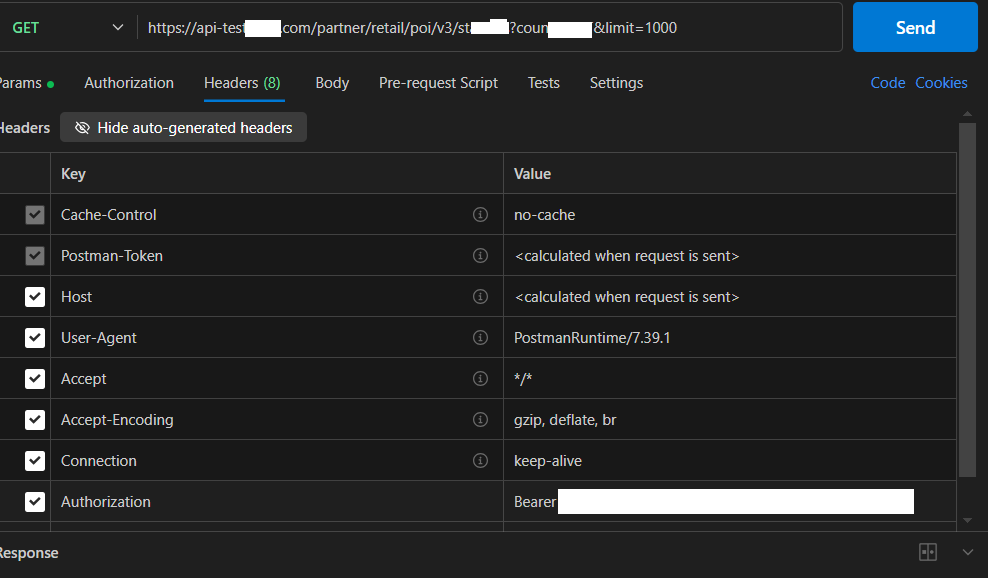 GET https://api-test .com/partner/retail/poi/v3/st ?coun &limit=1000 Send
Params Authorization Headers (8) Body Pre-request Script Tests Settings Code Cookies
Headers Hide auto-generated headers
Key Value
Cache-Control no-cache
Postman-Token <calculated when request is sent>
Host <calculated when request is sent>
User-Agent PostmanRuntime/7.39.1
Accept */*
Accept-Encoding gzip, deflate, br
Connection keep-alive
Authorization Bearer
Response